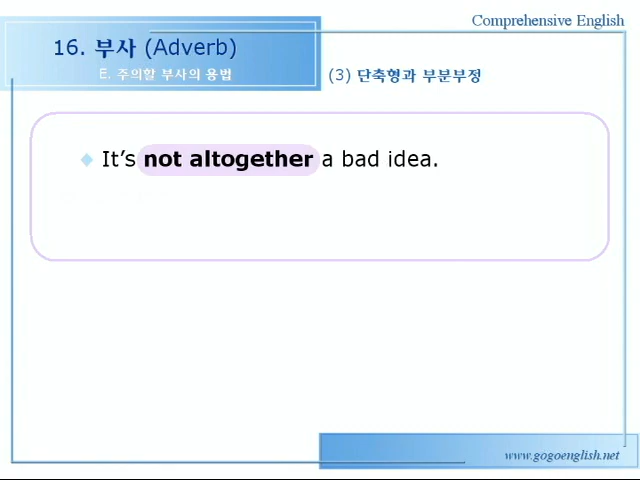 Comprehensive English
16. 부사 (Adverb)
E. 주의할 부사의 용법
(3) 단축형과 부분부정
It's not altogether a bad idea.
www.gogoenglish.net